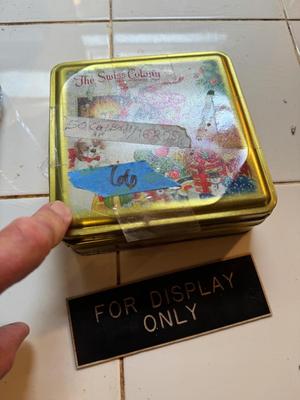 The Swiss Colony
66
FOR DISPLAY
ONLY